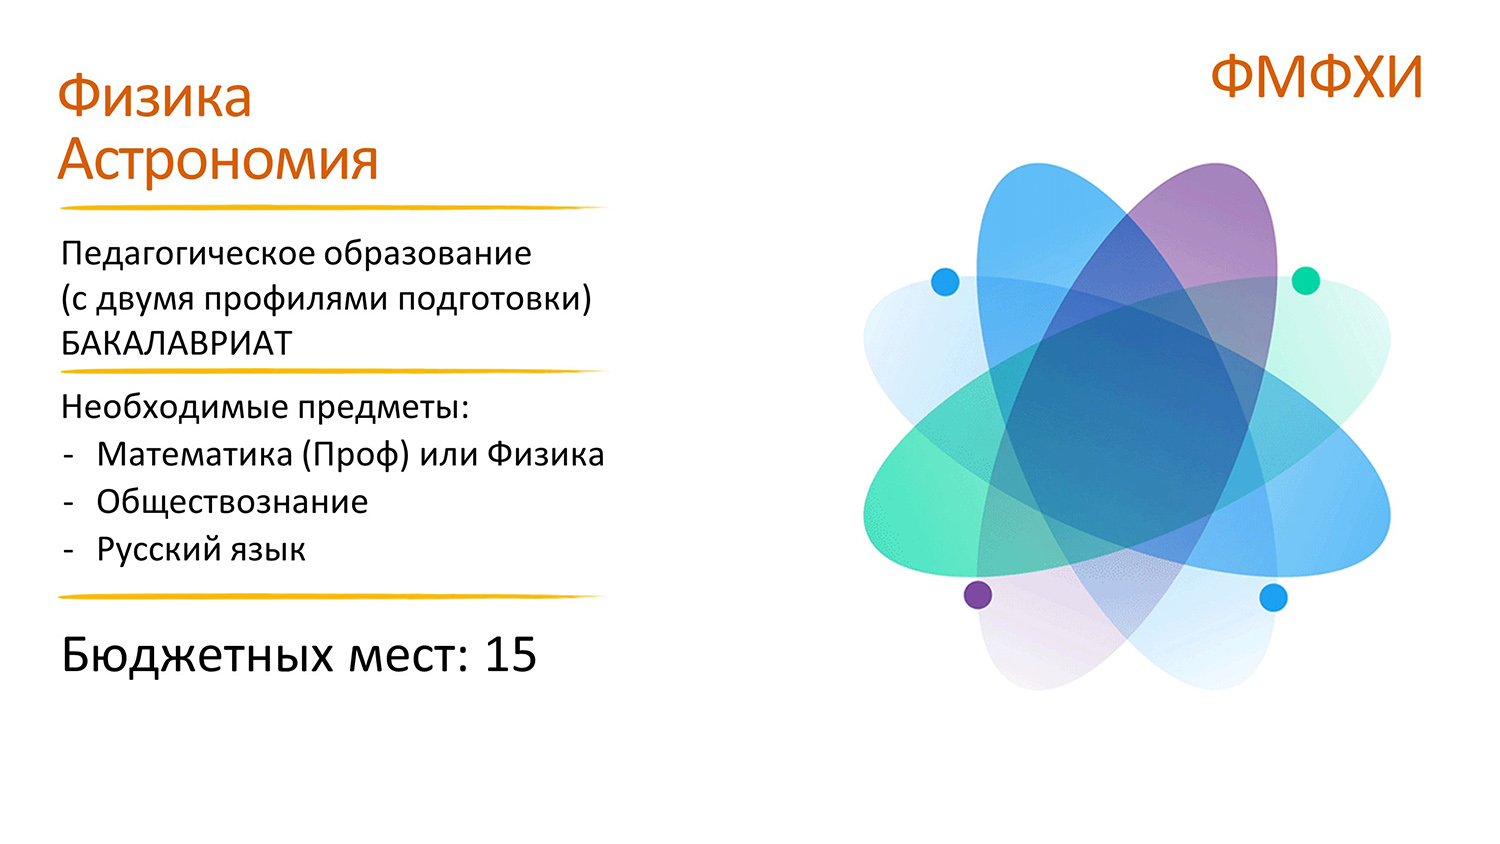 ФМФХИ
Физика
Астрономия
Педагогическое образование
(с двумя профилями подготовки)
БАКАЛАВРИАТ
Необходимые предметы:
- Математика (Проф) или Физика
- Обществознание
- Русский язык
Бюджетных мест: 15